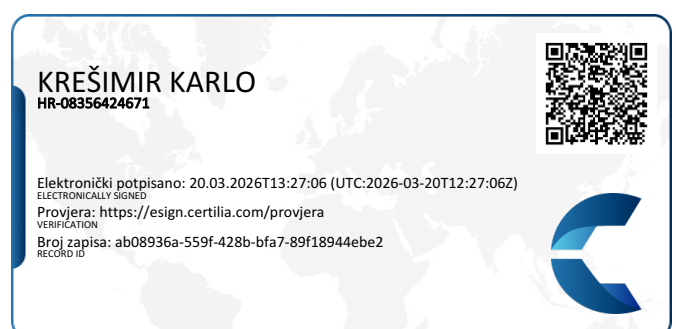 KREŠIMIR KARLO
HR-08356424671
Elektronički potpisano: 20.03.2026T13:27:06 (UTC:2026-03-20T12:27:06Z)
ELECTRONICALLY SIGNED
Provjera: https://esign.certilia.com/provjera
VERIFICATION
Broj zapisa: ab08936a-559f-428b-bfa7-89f18944ebe2
RECORD ID